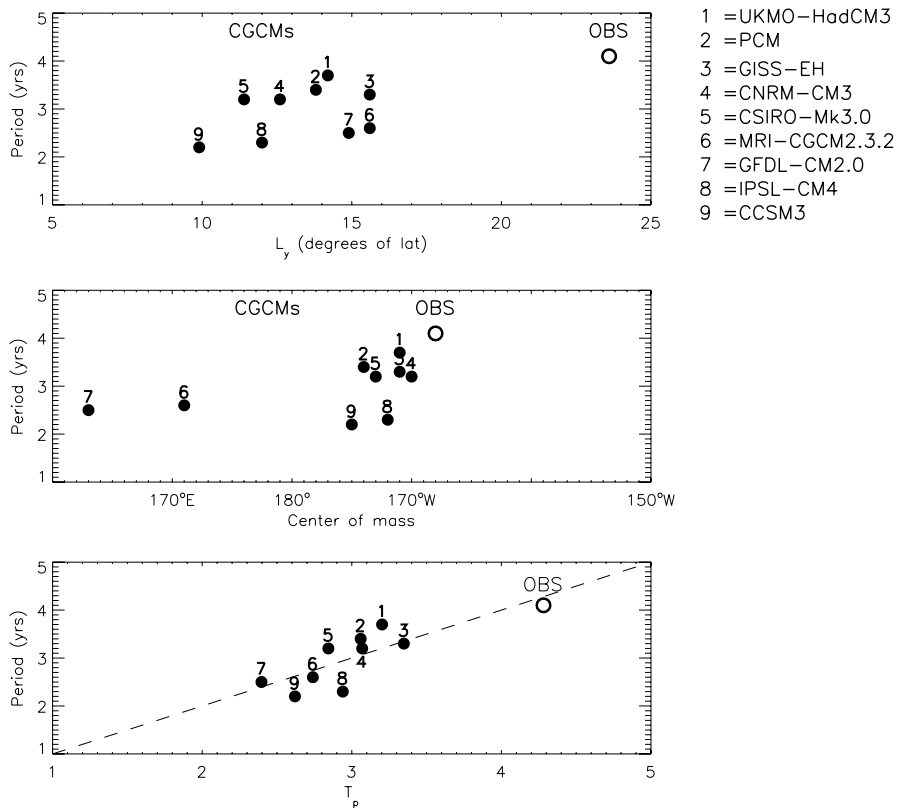 CGCMs
OBS
1 =UKMO−HadCM3
2 =PCM
3 =GISS−EH
4 =CNRM−CM3
5 =CSIRO−Mk3.0
6 =MRI−CGCM2.3.2
7 =GFDL−CM2.0
8 =IPSL−CM4
9 =CCSM3
Period (yrs)
5
4
3
2
1
5 4 2 1 3
9 8 7 6
5 10 15 20 25
L_y (degrees of lat)
CGCMs
OBS
Period (yrs)
5
4
3
2
1
7 6 2 5 1 3 4
9 8
170°E 180° 170°W 150°W
Center of mass
OBS
Period (yrs)
5
4
3
2
1
7 9 6 5 8 2 4 1 3
1 2 3 4 5
T_p